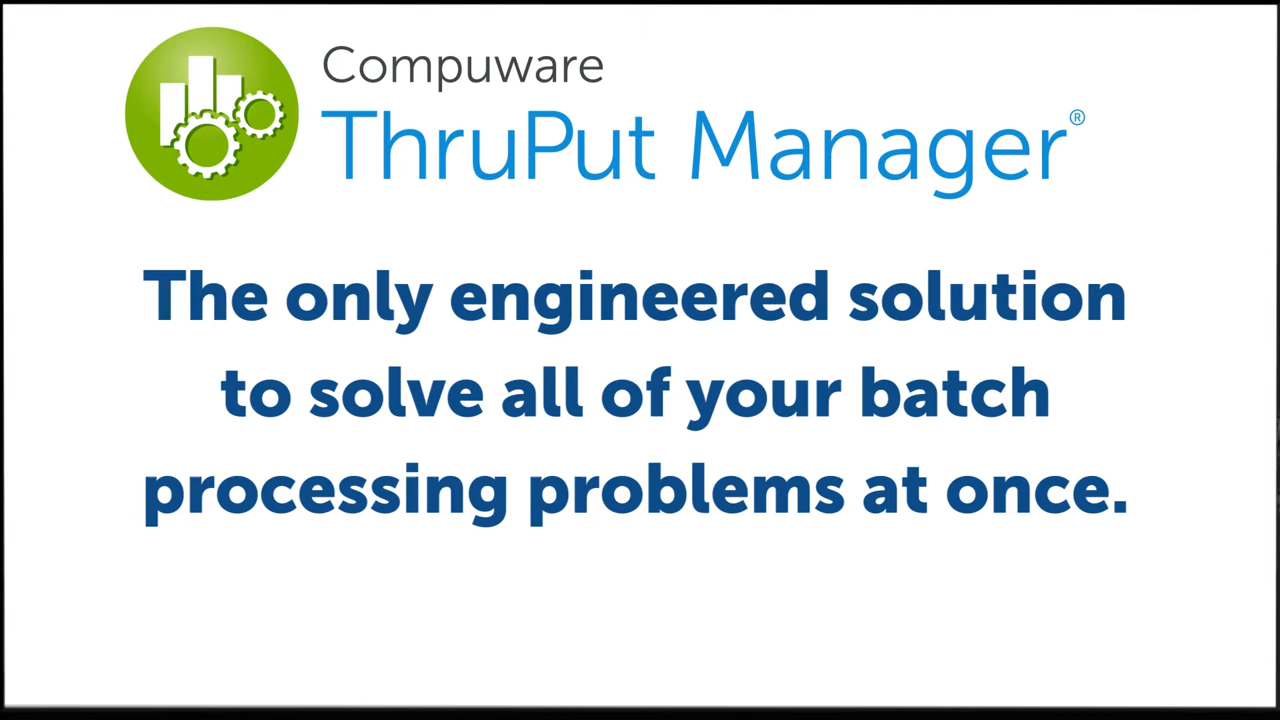 Compuware
ThruPut Manager®
The only engineered solution
to solve all of your batch
processing problems at once.